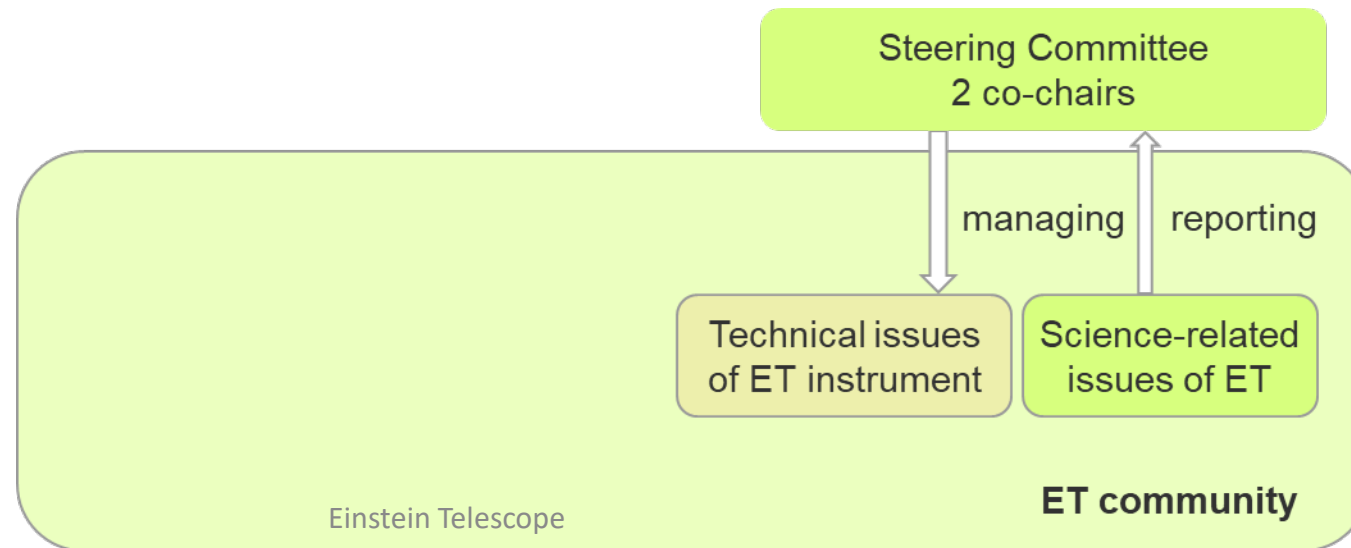 Steering Committee
2 co-chairs
managing
reporting
Technical issues
of ET instrument
Science-related
issues of ET
ET community
Einstein Telescope